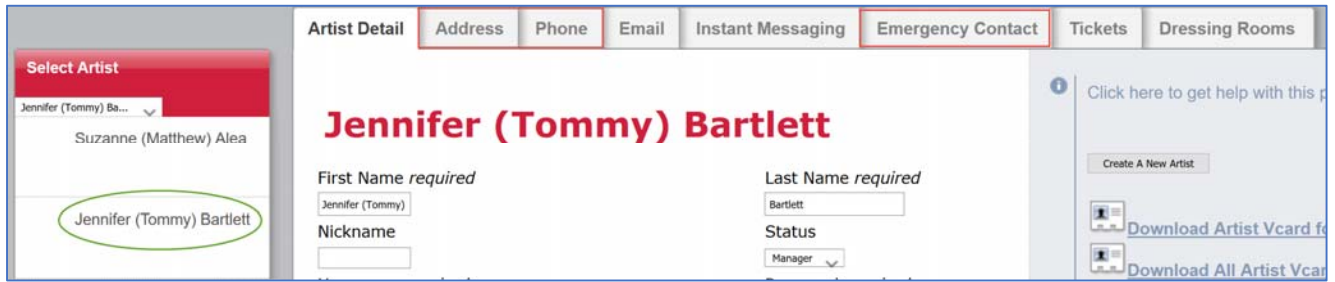 Artist Detail Address Phone Email Instant Messaging Emergency Contact Tickets Dressing Rooms
Select Artist
Jennifer (Tommy) Ba...
Suzanne (Matthew) Alea
Jennifer (Tommy) Bartlett
Jennifer (Tommy) Bartlett
First Name required
Last Name required
Jennifer (Tommy)
Bartlett
Nickname
Status
Manager
Click here to get help with this
Create A New Artist
Download Artist Vcard
Download All Artist